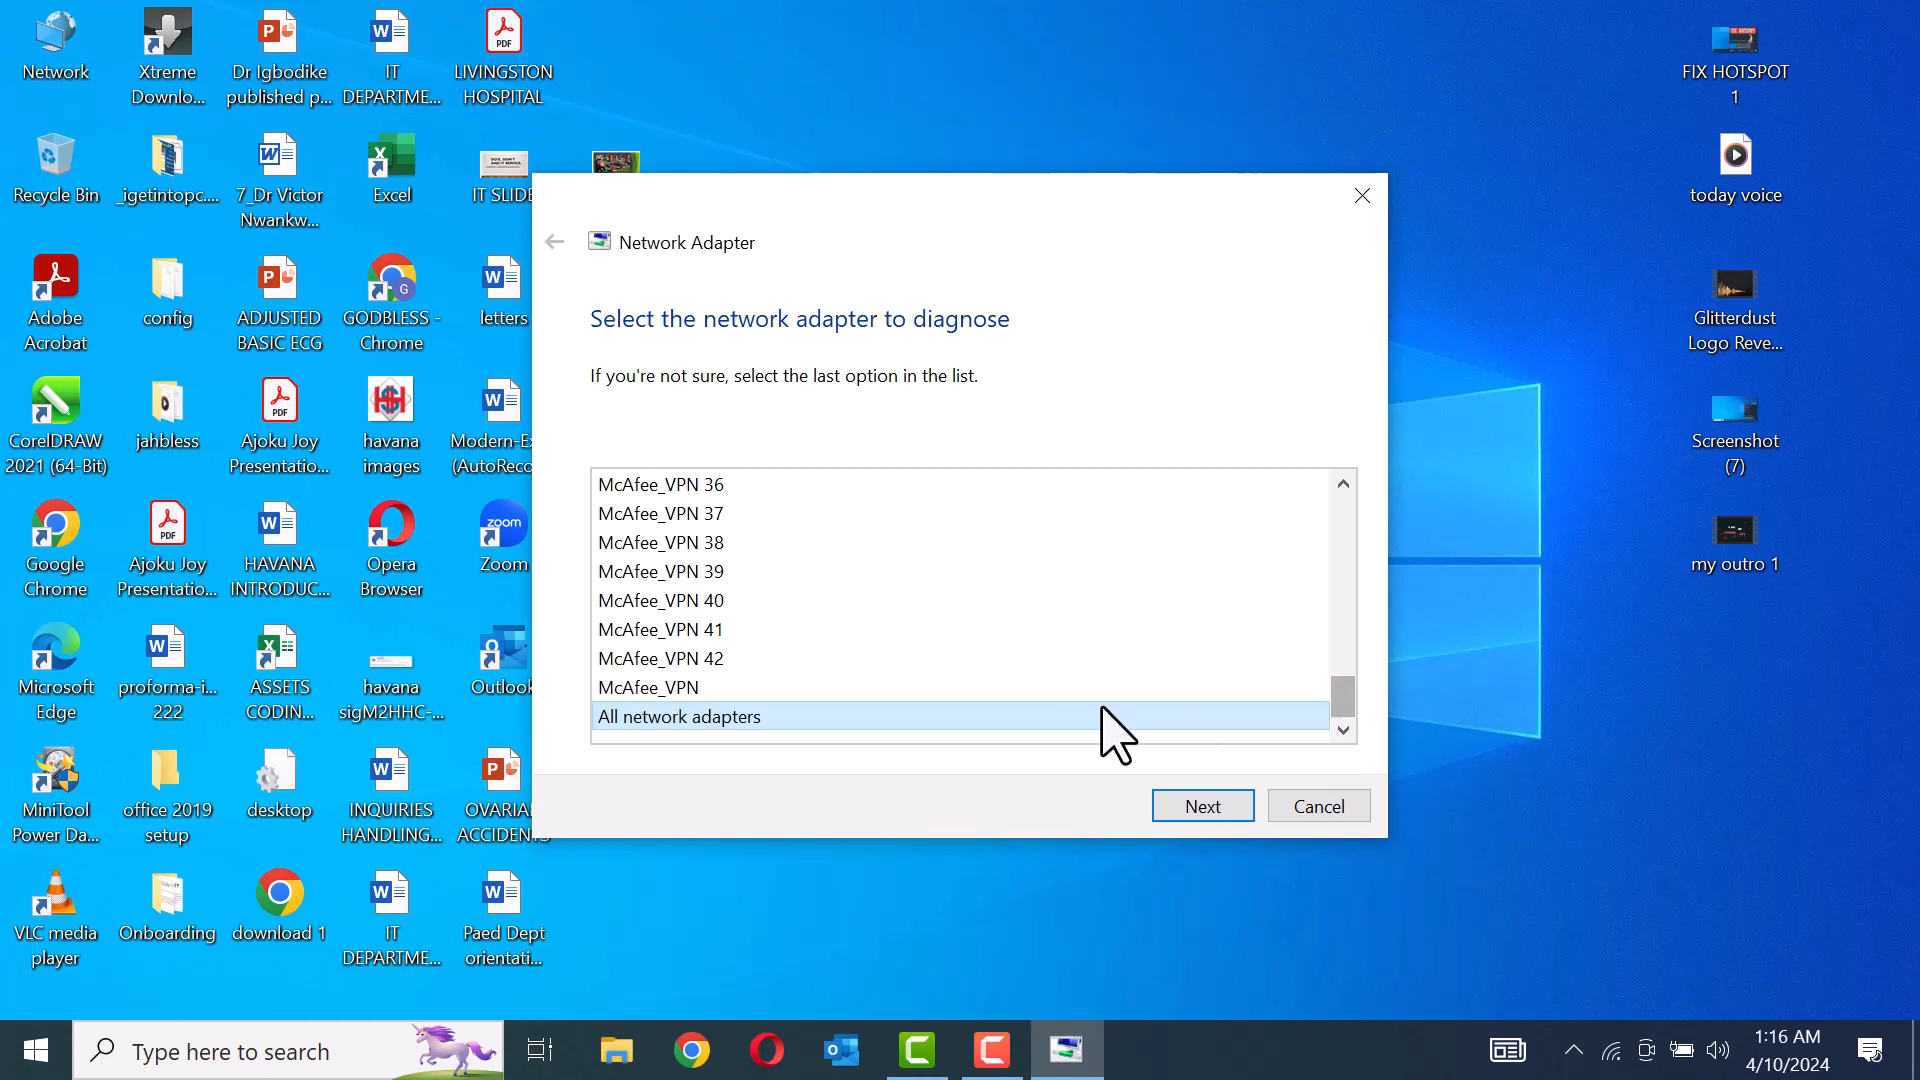 Network
Xtreme
Downlo...
Dr Igbodike
published p...
IT
DEPARTME...
PDF
LIVINGSTON
HOSPITAL
FIX HOTSPOT
1
Recycle Bin
_igetintopc....
7_Dr Victor
Nwankw...
Excel
IT SLIDE
today voice
Network Adapter
Select the network adapter to diagnose
If you're not sure, select the last option in the list.
McAfee_VPN 36
McAfee_VPN 37
McAfee_VPN 38
McAfee_VPN 39
McAfee_VPN 40
McAfee_VPN 41
McAfee_VPN 42
McAfee_VPN
All network adapters
Next
Cancel
Adobe
Acrobat
config
ADJUSTED
BASIC ECG
GODBLESS -
Chrome
letters
Glitterdust
Logo Reve...
CorelDRAW
2021 (64-Bit)
jahbless
PDF
Ajoku Joy
Presentatio...
havana
images
Modern-Ex
(AutoReco
Screenshot
(7)
Google
Chrome
PDF
Ajoku Joy
Presentatio...
HAVANA
INTRODUC...
Opera
Browser
zoom
Zoom
my outro 1
Microsoft
Edge
proforma-i...
222
ASSETS
CODIN...
havana
sigM2HHC-...
Outlook
MiniTool
Power Da...
office 2019
setup
desktop
INQUIRIES
HANDLING...
OVARIAN
ACCIDENTS
VLC media
player
Onboarding
download 1
IT
DEPARTME...
Paed Dept
orientati...
Type here to search
1:16 AM
4/10/2024